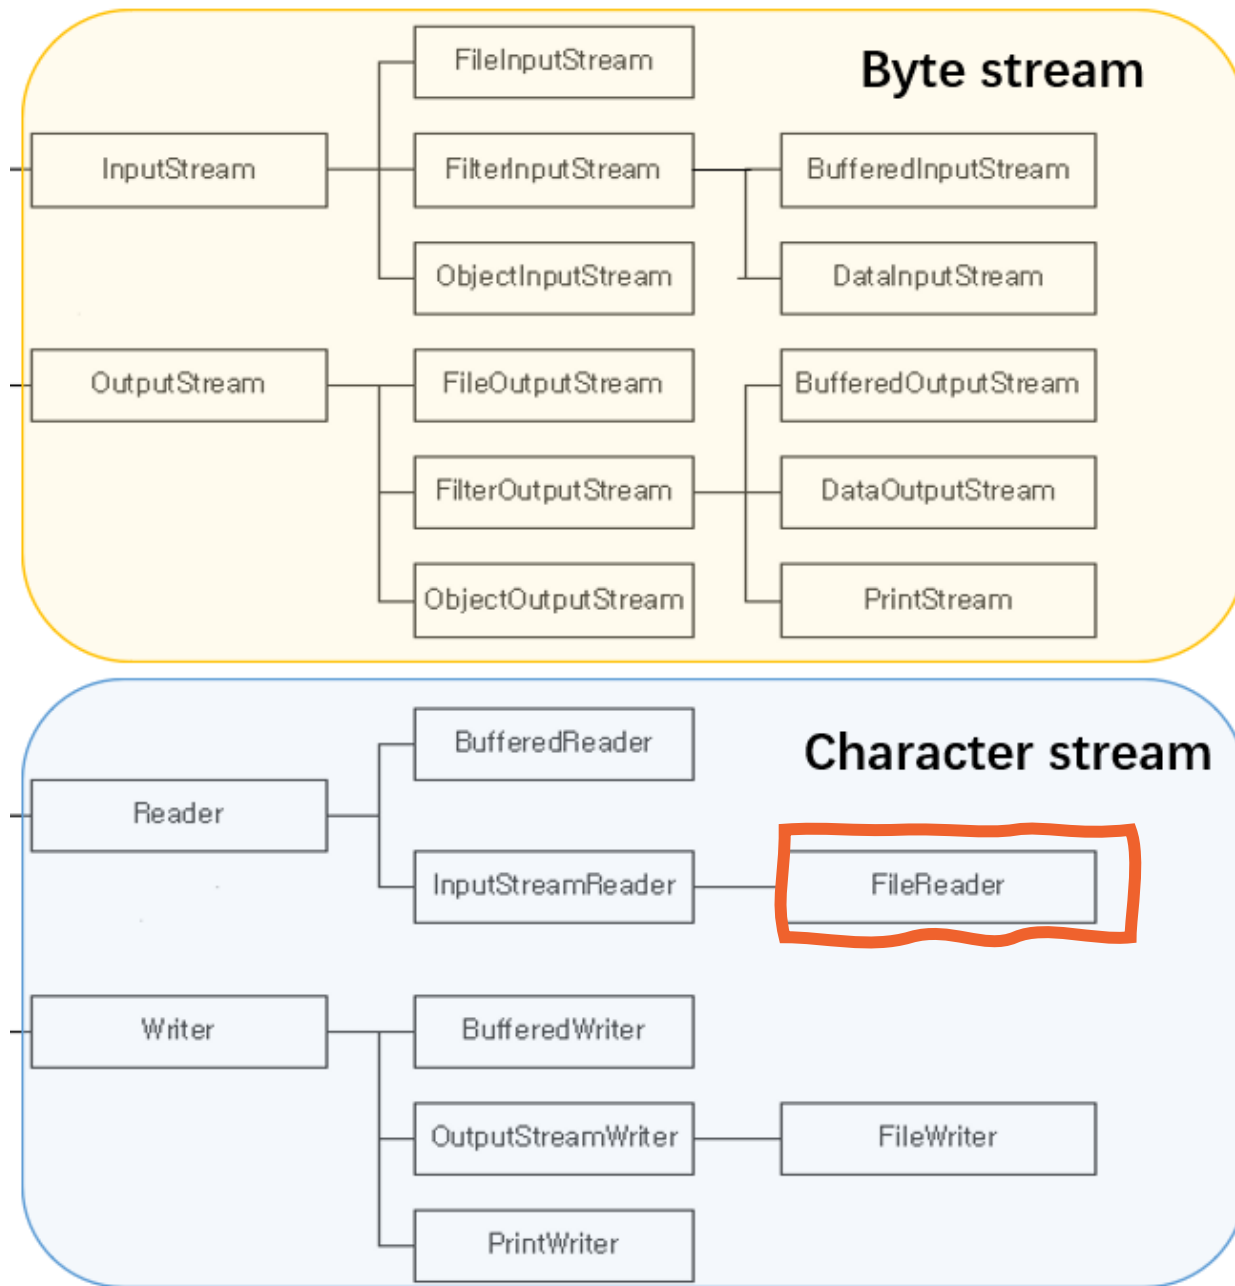 FileInputStream
Byte stream
InputStream
FilterInputStream
BufferedInputStream
ObjectInputStream
DataInputStream
OutputStream
FileOutputStream
BufferedOutputStream
FilterOutputStream
DataOutputStream
ObjectOutputStream
PrintStream
BufferedReader
Character stream
Reader
InputStreamReader
FileReader
Writer
BufferedWriter
OutputStreamWriter
FileWriter
PrintWriter